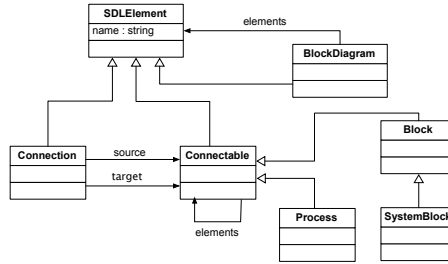 SDLElement
name : string
elements
BlockDiagram
Block
Connection
source
Connectable
target
elements
Process
SystemBlock